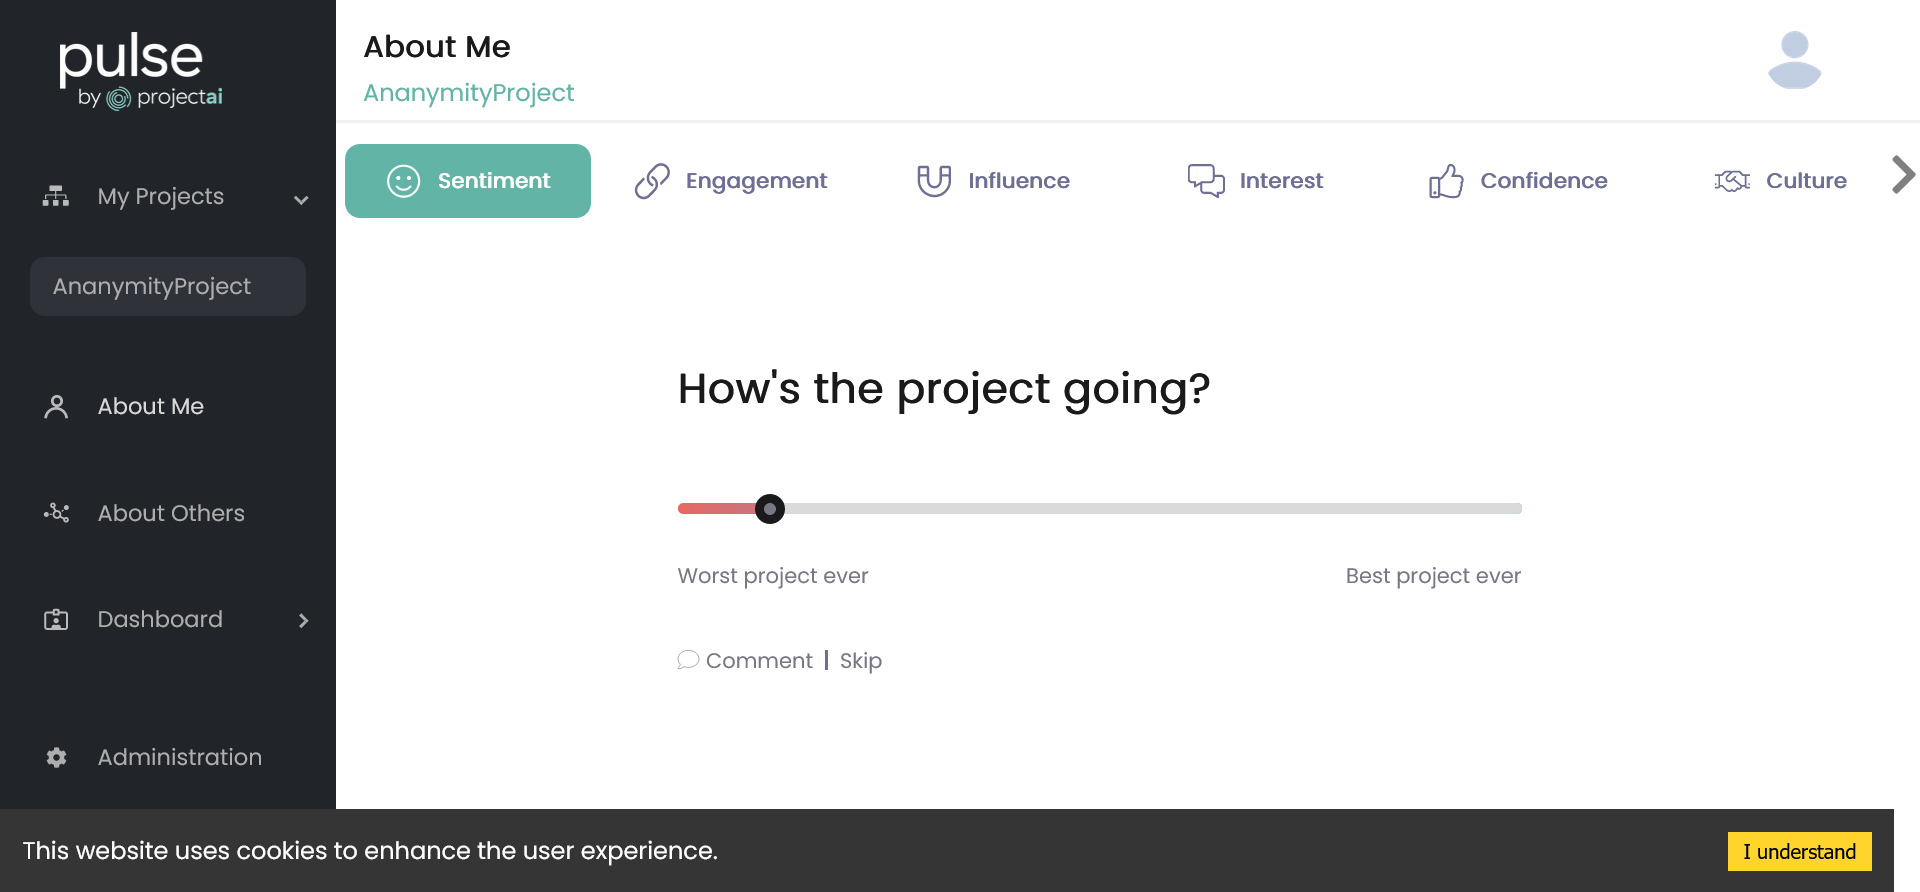 pulse
by projectai
My Projects
AnanymityProject
About Me
About Others
Dashboard
Administration
About Me
AnanymityProject
Sentiment
Engagement
Influence
Interest
Confidence
Culture
How's the project going?
Worst project ever
Best project ever
Comment | Skip
This website uses cookies to enhance the user experience.
I understand